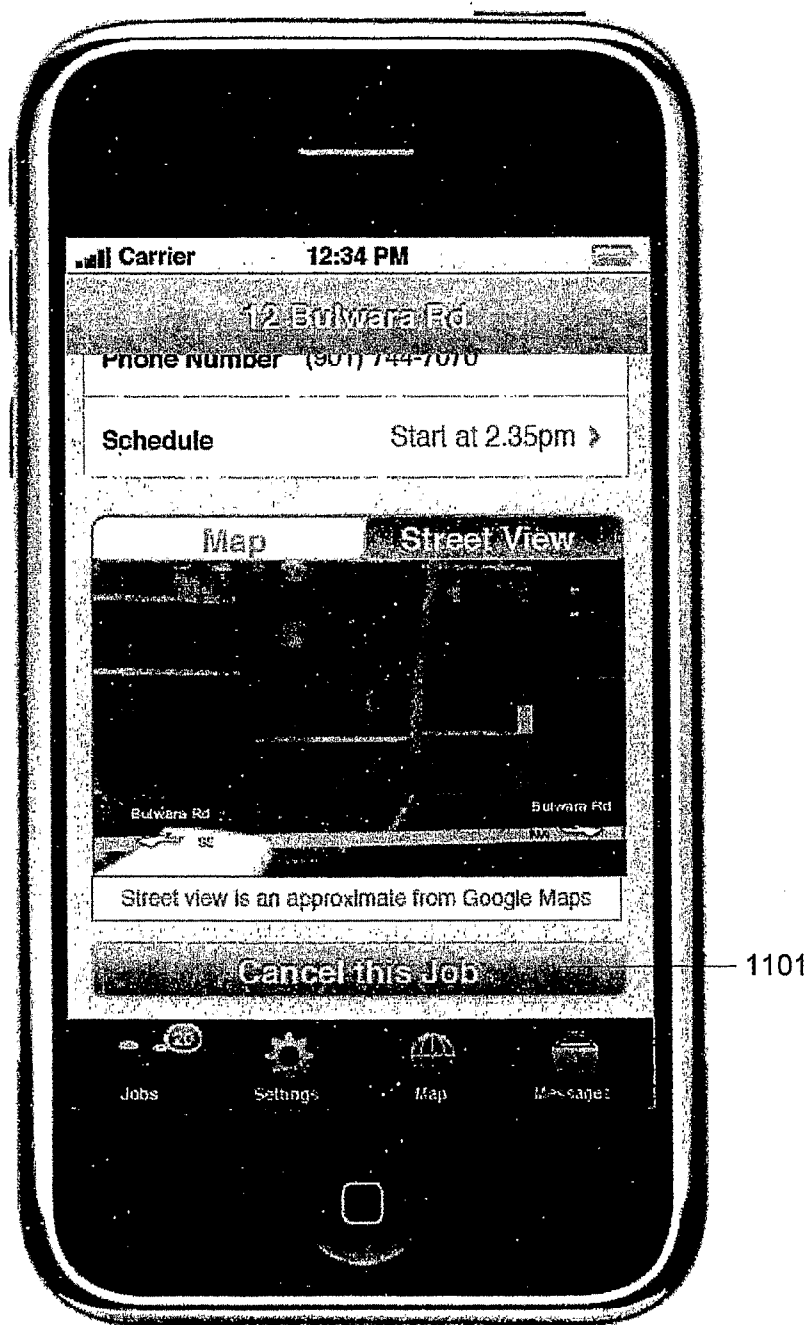 Carrier 12:34 PM
12 Bulwara Rd
Phone Number (901) 744-7070
Schedule Start at 2.35pm >
Map Street View
Bulwara Rd Bulwara Rd
SE NW
Street view is an approximate from Google Maps
Cancel this Job 1101
26
Jobs Settings Map Messages